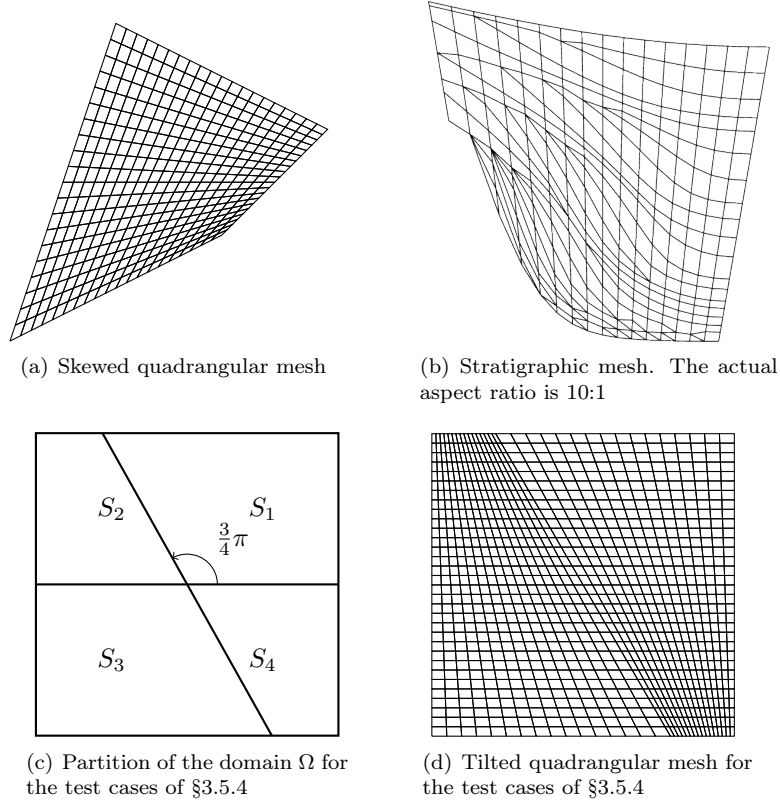 (a) Skewed quadrangular mesh
(b) Stratigraphic mesh. The actual
aspect ratio is 10:1
S₂
S₁
¾π
S₃
S₄
(c) Partition of the domain Ω for
the test cases of §3.5.4
(d) Tilted quadrangular mesh for
the test cases of §3.5.4